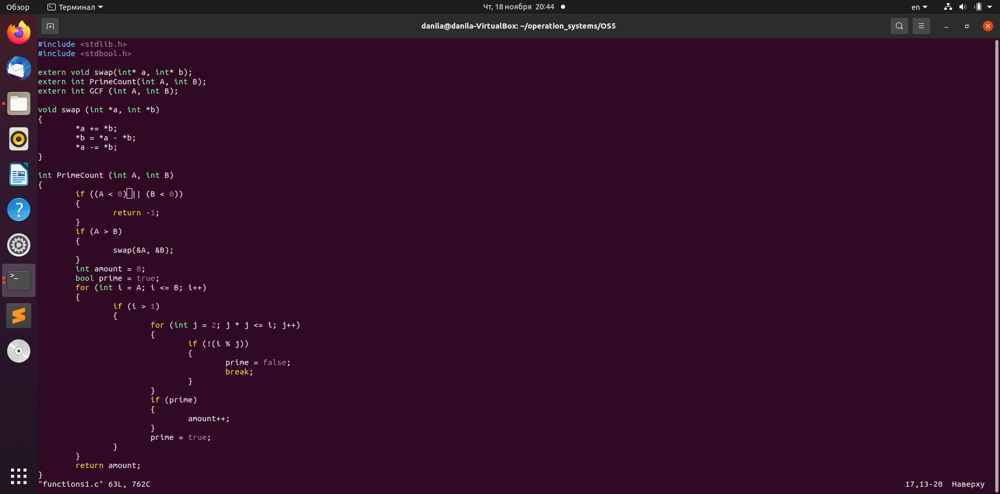 Обзор Терминал Чт, 18 ноября 20:44 en
danila@danila-VirtualBox: ~/operation_systems/OS5
#include <stdlib.h>
#include <stdbool.h>

extern void swap(int* a, int* b);
extern int PrimeCount(int A, int B);
extern int GCF (int A, int B);

void swap (int *a, int *b)
{
        *a += *b;
        *b = *a - *b;
        *a -= *b;
}

int PrimeCount (int A, int B)
{
        if ((A < 0) || (B < 0))
        {
                return -1;
        }
        if (A > B)
        {
                swap(&A, &B);
        }
        int amount = 0;
        bool prime = true;
        for (int i = A; i <= B; i++)
        {
                if (i > 1)
                {
                        for (int j = 2; j * j <= i; j++)
                        {
                                if (!(i % j))
                                {
                                        prime = false;
                                        break;
                                }
                        }
                        if (prime)
                        {
                                amount++;
                        }
                        prime = true;
                }
        }
        return amount;
}
"functions1.c" 63L, 762C 17,13-20 Наверху